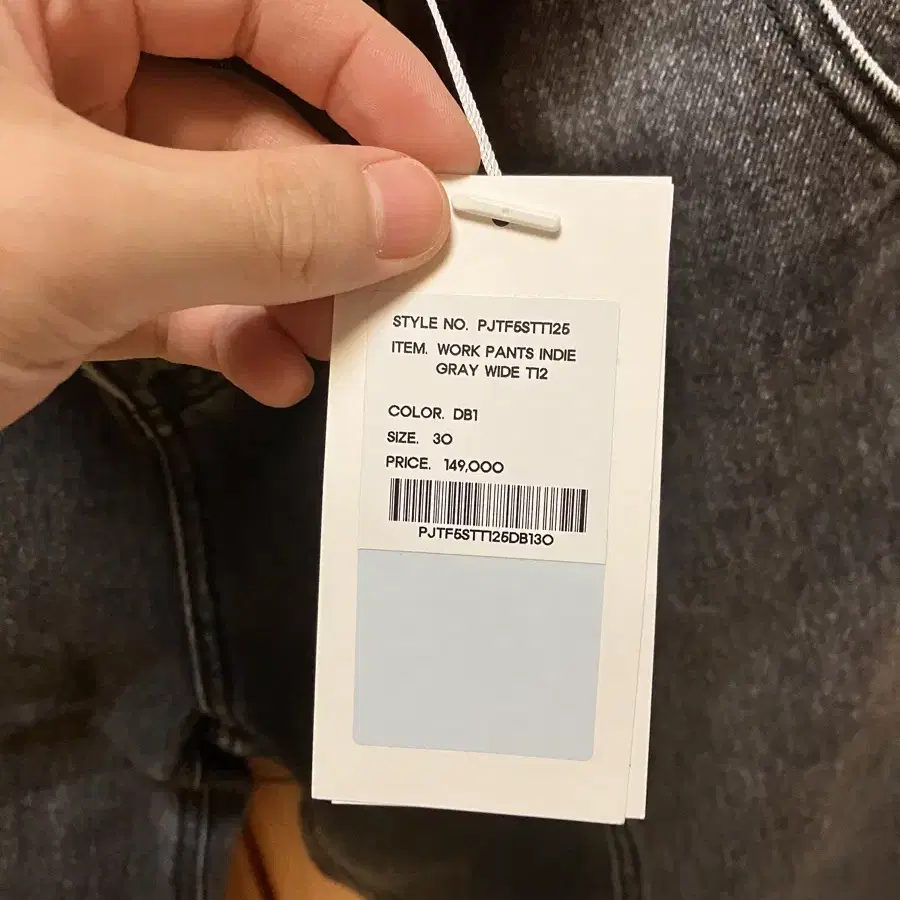 STYLE NO. PJTF5STT125
ITEM. WORK PANTS INDIE
GRAY WIDE T12
COLOR. DB1
SIZE. 30
PRICE. 149,000
PJTF5STT125DB130